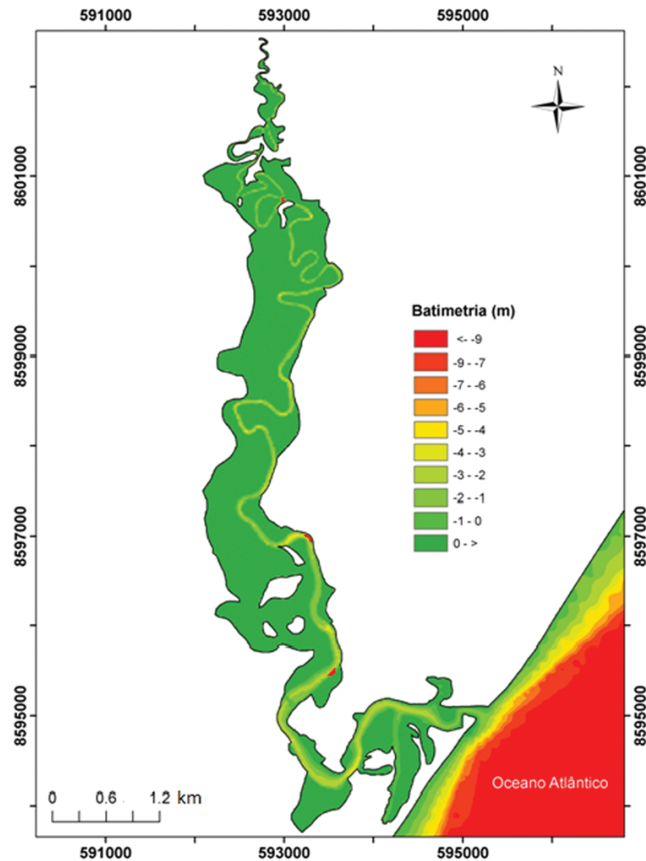 591000 593000 595000
N
8601000
8601000
8599000
8599000
8597000
8597000
8595000
8595000
Batimetria (m)
<- -9
-9 - -7
-7 - -6
-6 - -5
-5 - -4
-4 - -3
-3 - -2
-2 - -1
-1 - 0
0 - >
Oceano Atlântico
0 0.6 1.2 km
591000 593000 595000